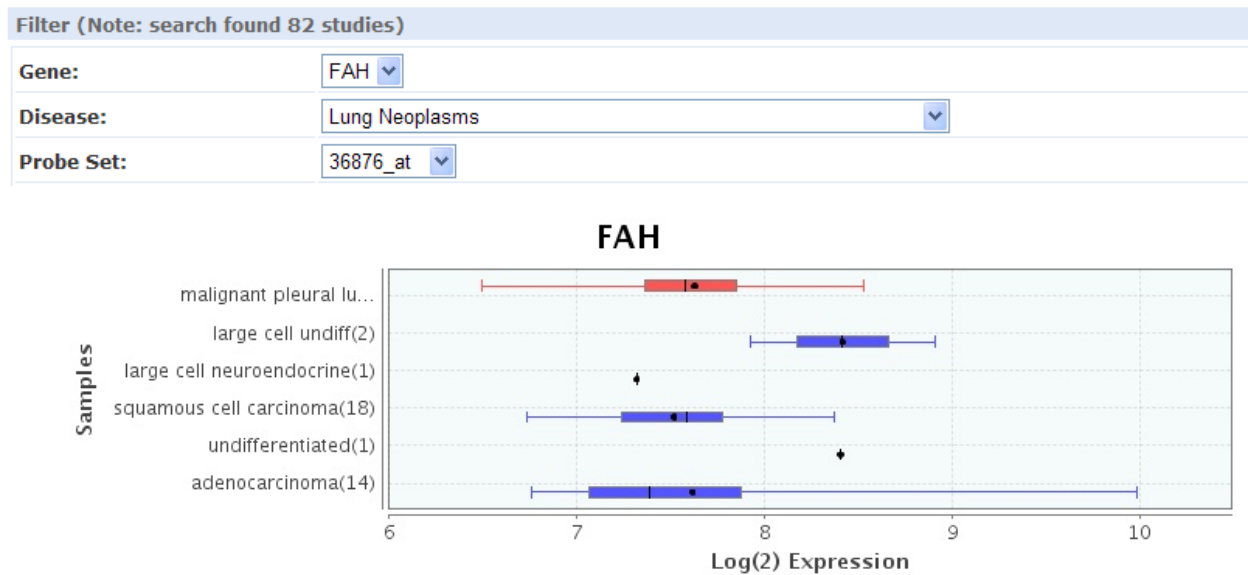 Filter (Note: search found 82 studies)
Gene: FAH
Disease: Lung Neoplasms
Probe Set: 36876_at
FAH
malignant pleural lu...
large cell undiff(2)
large cell neuroendocrine(1)
squamous cell carcinoma(18)
undifferentiated(1)
adenocarcinoma(14)
Samples
6 7 8 9 10
Log(2) Expression